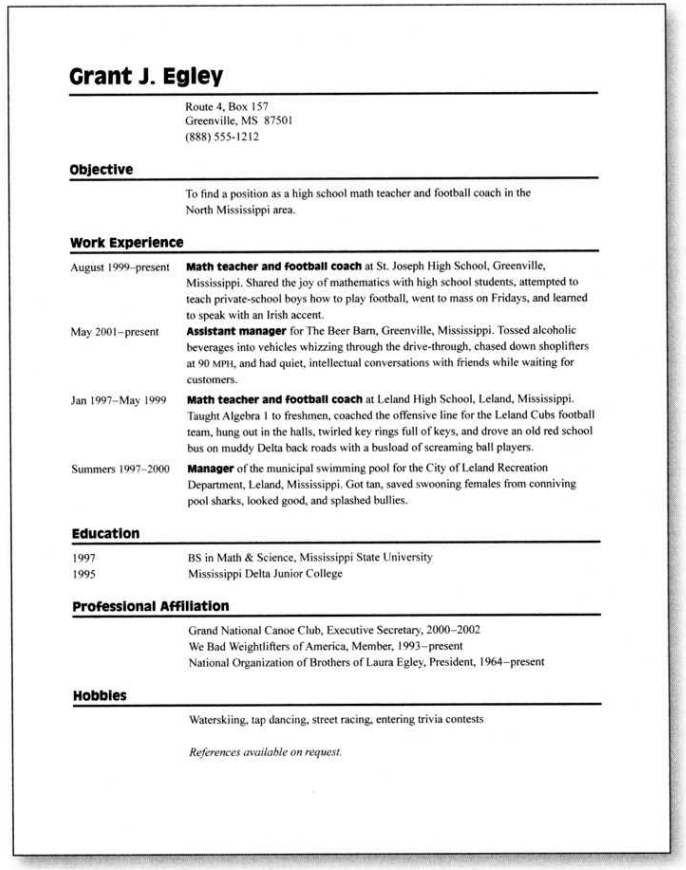 Grant J. Egley
Route 4, Box 157
Greenville, MS  87501
(888) 555-1212
Objective
To find a position as a high school math teacher and football coach in the
North Mississippi area.
Work Experience
August 1999–present Math teacher and football coach at St. Joseph High School, Greenville,
Mississippi. Shared the joy of mathematics with high school students, attempted to
teach private-school boys how to play football, went to mass on Fridays, and learned
to speak with an Irish accent.
May 2001–present Assistant manager for The Beer Barn, Greenville, Mississippi. Tossed alcoholic
beverages into vehicles whizzing through the drive-through, chased down shoplifters
at 90 MPH, and had quiet, intellectual conversations with friends while waiting for
customers.
Jan 1997–May 1999 Math teacher and football coach at Leland High School, Leland, Mississippi.
Taught Algebra 1 to freshmen, coached the offensive line for the Leland Cubs football
team, hung out in the halls, twirled key rings full of keys, and drove an old red school
bus on muddy Delta back roads with a busload of screaming ball players.
Summers 1997–2000 Manager of the municipal swimming pool for the City of Leland Recreation
Department, Leland, Mississippi. Got tan, saved swooning females from conniving
pool sharks, looked good, and splashed bullies.
Education
1997 BS in Math & Science, Mississippi State University
1995 Mississippi Delta Junior College
Professional Affiliation
Grand National Canoe Club, Executive Secretary, 2000–2002
We Bad Weightlifters of America, Member, 1993–present
National Organization of Brothers of Laura Egley, President, 1964–present
Hobbies
Waterskiing, tap dancing, street racing, entering trivia contests
References available on request.